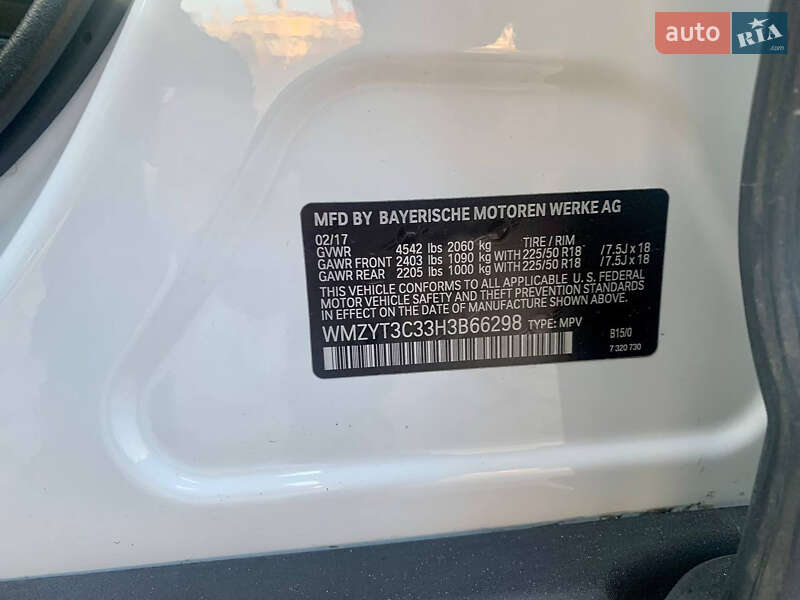 auto RIA
MFD BY BAYERISCHE MOTOREN WERKE AG
02/17
GVWR 4542 lbs 2060 kg TIRE / RIM
GAWR FRONT 2403 lbs 1090 kg WITH 225/50 R18 /7.5J x 18
GAWR REAR 2205 lbs 1000 kg WITH 225/50 R18 /7.5J x 18
THIS VEHICLE CONFORMS TO ALL APPLICABLE, U. S. FEDERAL
MOTOR VEHICLE SAFETY AND THEFT PREVENTION STANDARDS
IN EFFECT ON THE DATE OF MANUFACTURE SHOWN ABOVE.
WMZYT3C33H3B66298 TYPE: MPV B15/0
7 320 730